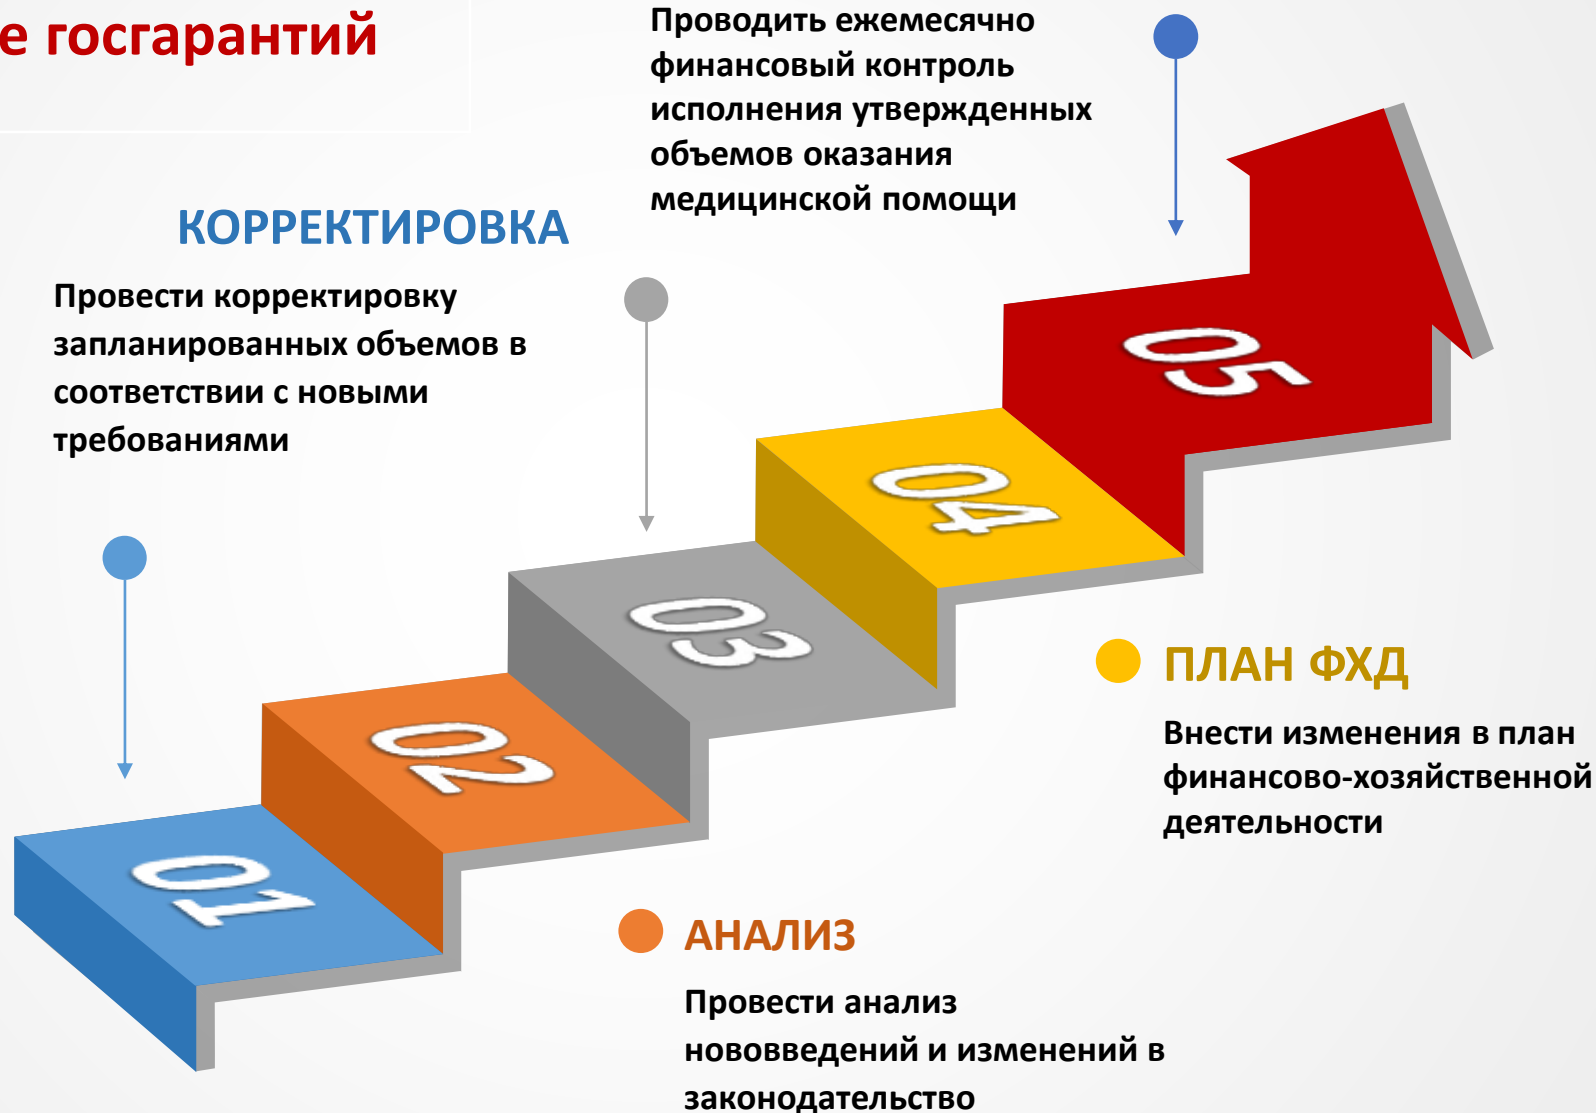 е госгарантий
Проводить ежемесячно
финансовый контроль
исполнения утвержденных
объемов оказания
медицинской помощи
КОРРЕКТИРОВКА
Провести корректировку
запланированных объемов в
соответствии с новыми
требованиями
05
04
03
ПЛАН ФХД
Внести изменения в план
финансово-хозяйственной
деятельности
02
01
АНАЛИЗ
Провести анализ
нововведений и изменений в
законодательство